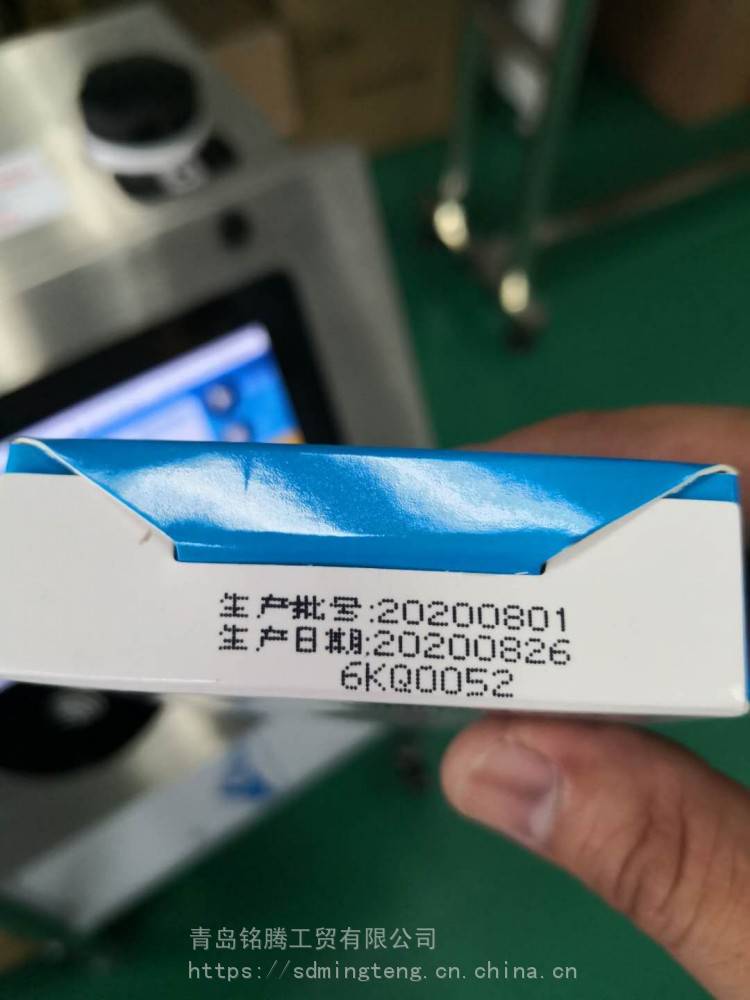 生产批号:20200801
生产日期:20200826
6KQ0052
青岛铭腾工贸有限公司
https://sdmingteng.cn.china.cn